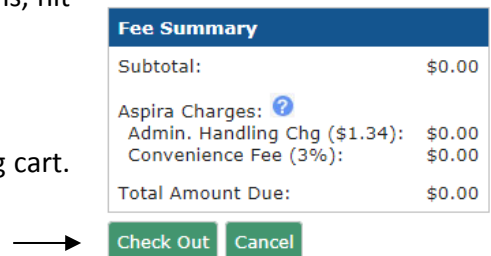 Fee Summary
Subtotal: $0.00
Aspira Charges: ?
Admin. Handling Chg ($1.34): $0.00
Convenience Fee (3%): $0.00
cart.
Total Amount Due: $0.00
Check Out Cancel